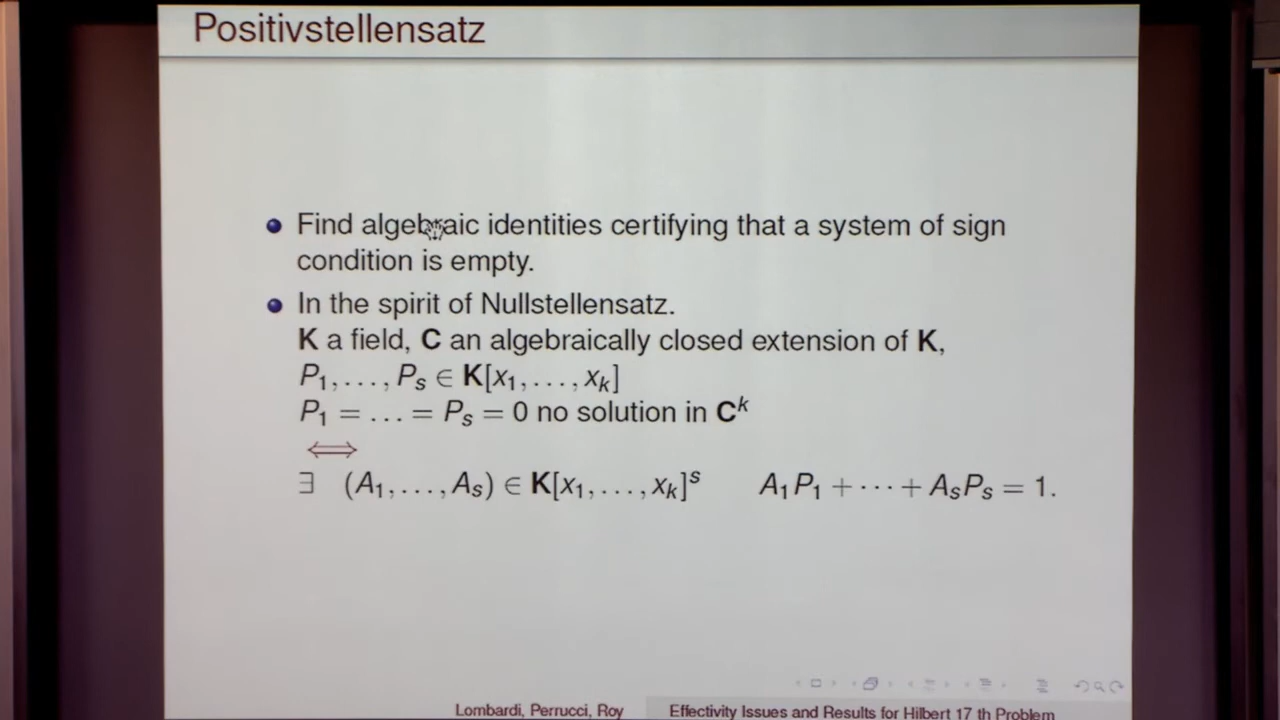 Positivstellensatz
Find algebraic identities certifying that a system of sign
condition is empty.
In the spirit of Nullstellensatz.
K a field, C an algebraically closed extension of K,
P₁, . . . , Pₛ ∈ K[x₁, . . . , xₖ]
P₁ = . . . = Pₛ = 0 no solution in Cᵏ
⟺
∃ (A₁, . . . , Aₛ) ∈ K[x₁, . . . , xₖ]ˢ A₁P₁ + · · · + AₛPₛ = 1.
Lombardi, Perrucci, Roy Effectivity Issues and Results for Hilbert 17 th Problem